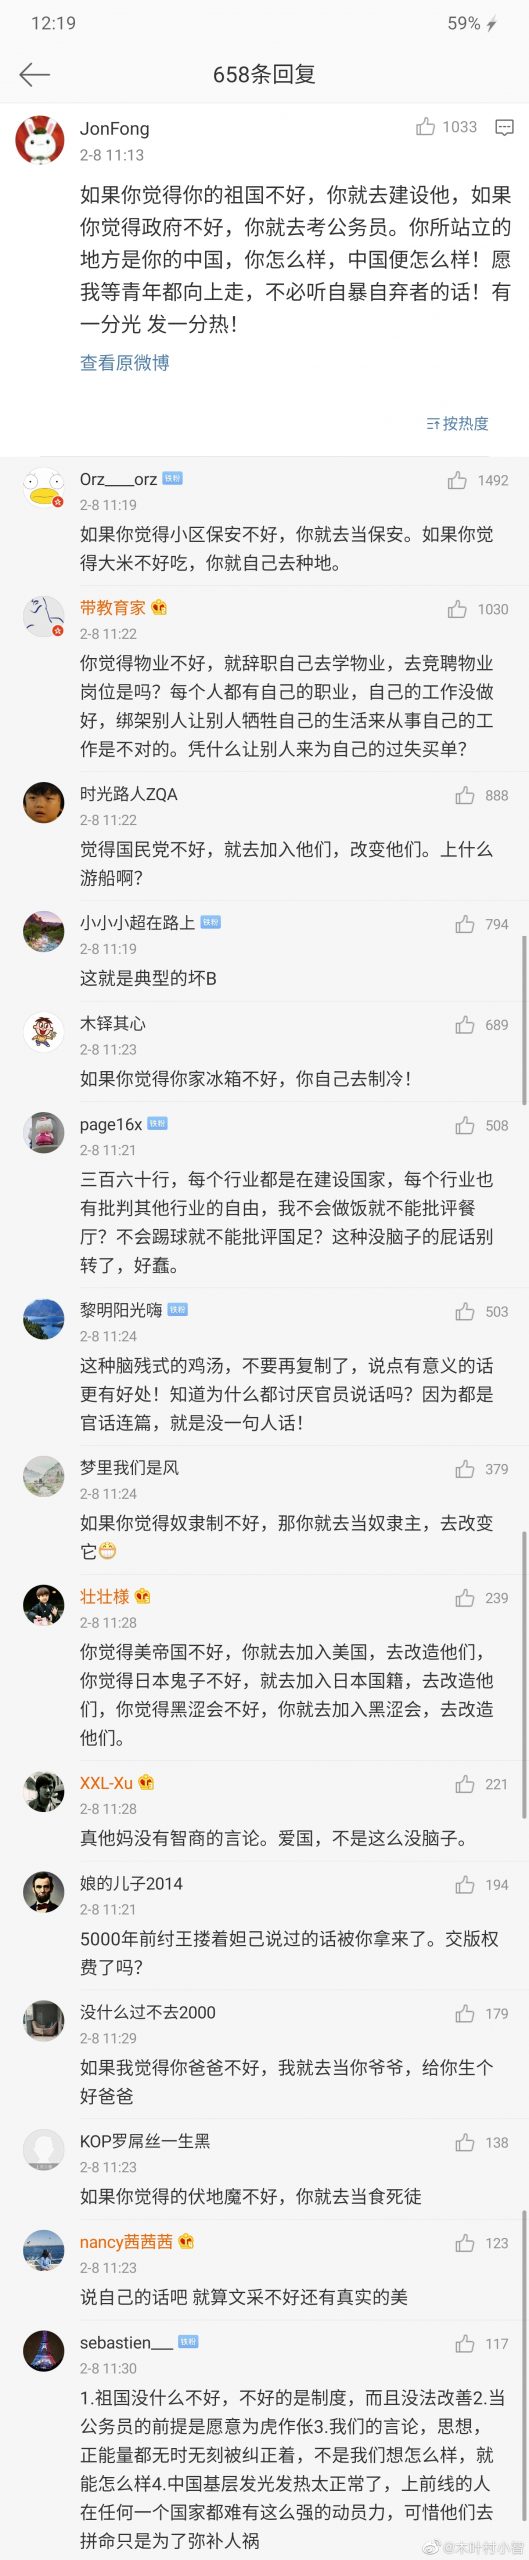 12:19
59%
658条回复
JonFong
1033
2-8 11:13
如果你觉得你的祖国不好，你就去建设他，如果
你觉得政府不好，你就去考公务员。你所站立的
地方是你的中国，你怎么样，中国便怎么样！愿
我等青年都向上走，不必听自暴自弃者的话！有
一分光 发一分热！
查看原微博
按热度
Orz____orz 铁粉
1492
2-8 11:19
如果你觉得小区保安不好，你就去当保安。如果你觉
得大米不好吃，你就自己去种地。
带教育家
1030
2-8 11:22
你觉得物业不好，就辞职自己去学物业，去竞聘物业
岗位是吗？每个人都有自己的职业，自己的工作没做
好，绑架别人让别人牺牲自己的生活来从事自己的工
作是不对的。凭什么让别人来为自己的过失买单？
时光路人ZQA
888
2-8 11:22
觉得国民党不好，就去加入他们，改变他们。上什么
游船啊？
小小小超在路上 铁粉
794
2-8 11:19
这就是典型的坏B
木铎其心
689
2-8 11:23
如果你觉得你家冰箱不好，你自己去制冷！
page16x 铁粉
508
2-8 11:21
三百六十行，每个行业都是在建设国家，每个行业也
有批判其他行业的自由，我不会做饭就不能批评餐
厅？不会踢球就不能批评国足？这种没脑子的屁话别
转了，好蠢。
黎明阳光嗨 铁粉
503
2-8 11:24
这种脑残式的鸡汤，不要再复制了，说点有意义的话
更有好处！知道为什么都讨厌官员说话吗？因为都是
官话连篇，就是没一句人话！
梦里我们是风
379
2-8 11:24
如果你觉得奴隶制不好，那你就去当奴隶主，去改变
它😁
壮壮様
239
2-8 11:28
你觉得美帝国不好，你就去加入美国，去改造他们，
你觉得日本鬼子不好，就去加入日本国籍，去改造他
们，你觉得黑涩会不好，你就去加入黑涩会，去改造
他们。
XXL-Xu
221
2-8 11:28
真他妈没有智商的言论。爱国，不是这么没脑子。
娘的儿子2014
194
2-8 11:21
5000年前纣王搂着妲己说过的话被你拿来了。交版权
费了吗？
没什么过不去2000
179
2-8 11:29
如果我觉得你爸爸不好，我就去当你爷爷，给你生个
好爸爸
KOP罗屌丝一生黑
138
2-8 11:23
如果你觉得的伏地魔不好，你就去当食死徒
nancy茜茜茜
123
2-8 11:23
说自己的话吧 就算文采不好还有真实的美
sebastien___ 铁粉
117
2-8 11:30
1.祖国没什么不好，不好的是制度，而且没法改善2.当
公务员的前提是愿意为虎作伥3.我们的言论，思想，
正能量都无时无刻被纠正着，不是我们想怎么样，就
能怎么样4.中国基层发光发热太正常了，上前线的人
在任何一个国家都难有这么强的动员力，可惜他们去
拼命只是为了弥补人祸
@木叶村小智